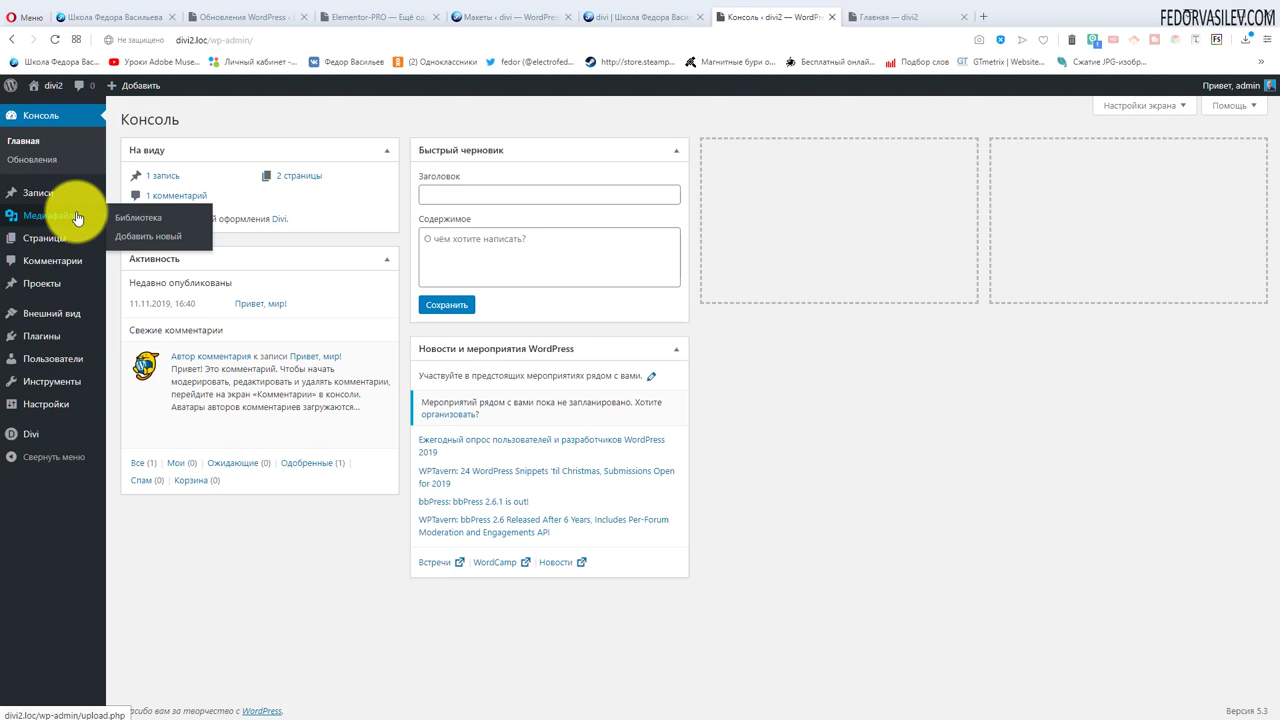 Меню
Школа Федора Васильева
Обновления WordPress ‹
Elementor-PRO — Ещё од
Макеты ‹ divi — WordPre
divi | Школа Федора Ва
Консоль ‹ divi2 — WordPr
Главная — divi2
FEDORVASILEV.COM
Не защищено
divi2.loc/wp-admin/
Школа Федора Вас...
Уроки Adobe Muse...
Личный кабинет -...
Федор Васильев
(2) Одноклассники
fedor (@electrofed...
http://store.steamp...
Магнитные бури о...
Бесплатный онлай...
Подбор слов
GTmetrix | Website...
Сжатие JPG-изобр...
divi2
0
Добавить
Привет, admin
Консоль
Главная
Обновления
Записи
Медиафайлы
Библиотека
Добавить новый
Страницы
Комментарии
Проекты
Внешний вид
Плагины
Пользователи
Инструменты
Настройки
Divi
Свернуть меню
Настройки экрана
Помощь
Консоль
На виду
1 запись
2 страницы
1 комментарий
оформления Divi.
Активность
Недавно опубликованы
11.11.2019, 16:40
Привет, мир!
Свежие комментарии
Автор комментария к записи Привет, мир!
Привет! Это комментарий. Чтобы начать
модерировать, редактировать и удалять комментарии,
перейдите на экран «Комментарии» в консоли.
Аватары авторов комментариев загружаются...
Все (1) | Мои (0) | Ожидающие (0) | Одобренные (1) |
Спам (0) | Корзина (0)
Быстрый черновик
Заголовок
Содержимое
О чём хотите написать?
Сохранить
Новости и мероприятия WordPress
Участвуйте в предстоящих мероприятиях рядом с вами.
Мероприятий рядом с вами пока не запланировано. Хотите
организовать?
Ежегодный опрос пользователей и разработчиков WordPress
2019
WPTavern: 24 WordPress Snippets 'til Christmas, Submissions Open
for 2019
bbPress: bbPress 2.6.1 is out!
WPTavern: bbPress 2.6 Released After 6 Years, Includes Per-Forum
Moderation and Engagements API
Встречи | WordCamp | Новости
divi2.loc/wp-admin/upload.php
вам за творчество с WordPress.
Версия 5.3